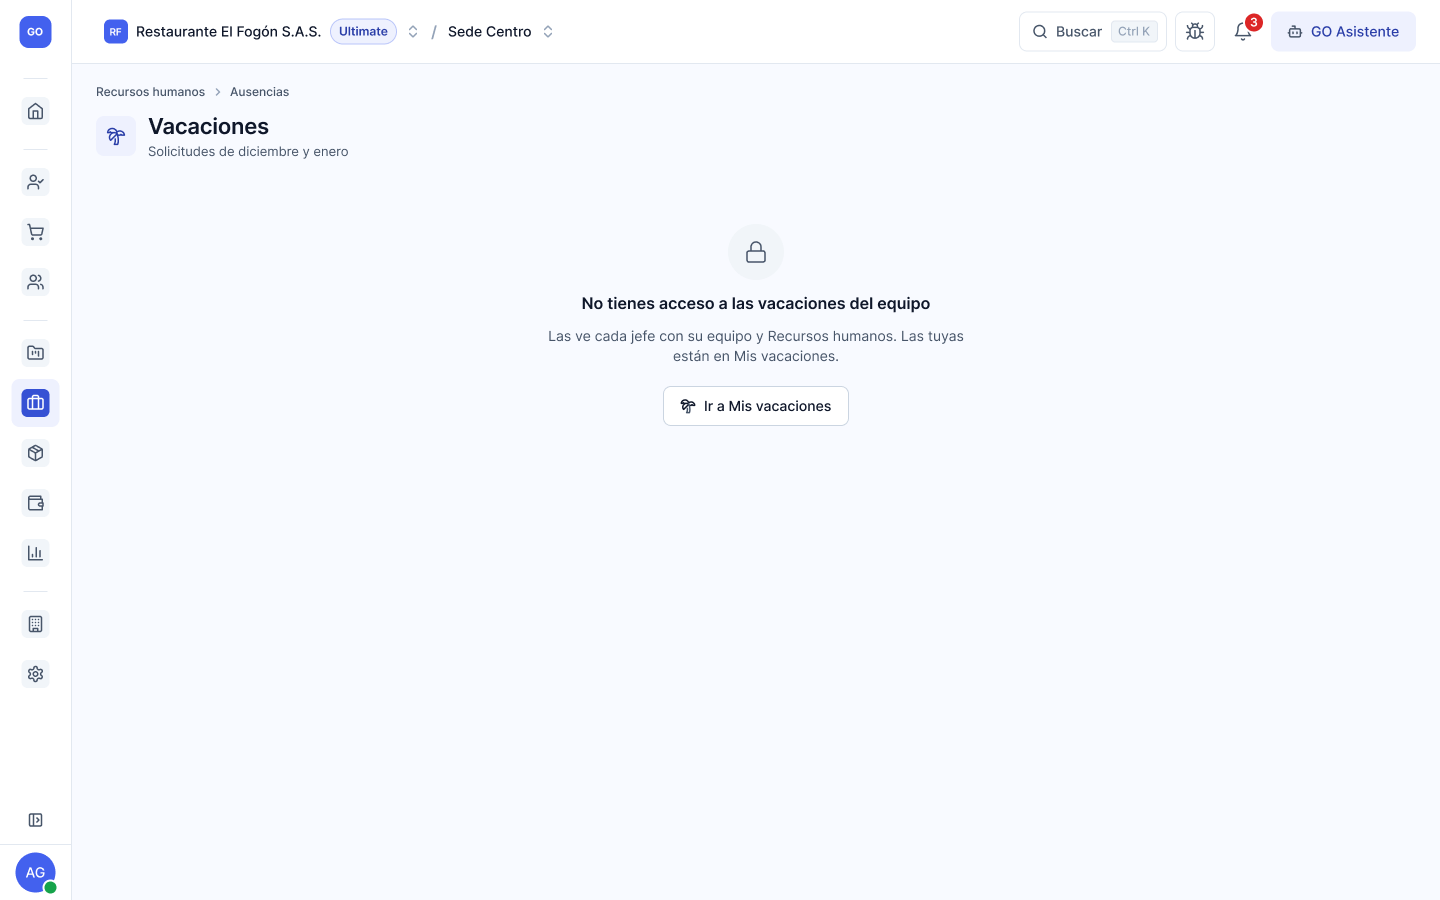 GO
RF
Restaurante El Fogón S.A.S.
Ultimate
/
Sede Centro
Buscar
Ctrl K
3
GO Asistente
Recursos humanos
Ausencias
Vacaciones
Solicitudes de diciembre y enero
No tienes acceso a las vacaciones del equipo
Las ve cada jefe con su equipo y Recursos humanos. Las tuyas
están en Mis vacaciones.
Ir a Mis vacaciones
AG